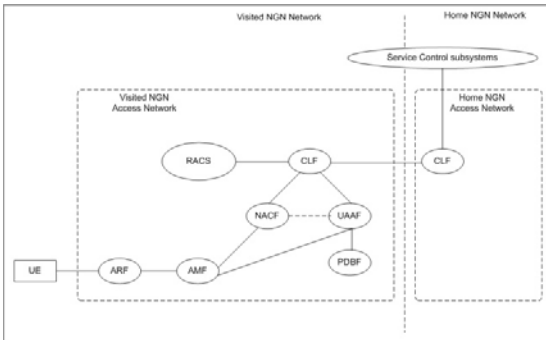 Visited NGN Network
Home NGN Network
Service Control subsystems
Visited NGN
Access Network
Home NGN
Access Network
RACS
CLF
CLF
NACF
UAAF
UE
ARF
AMF
PDBF